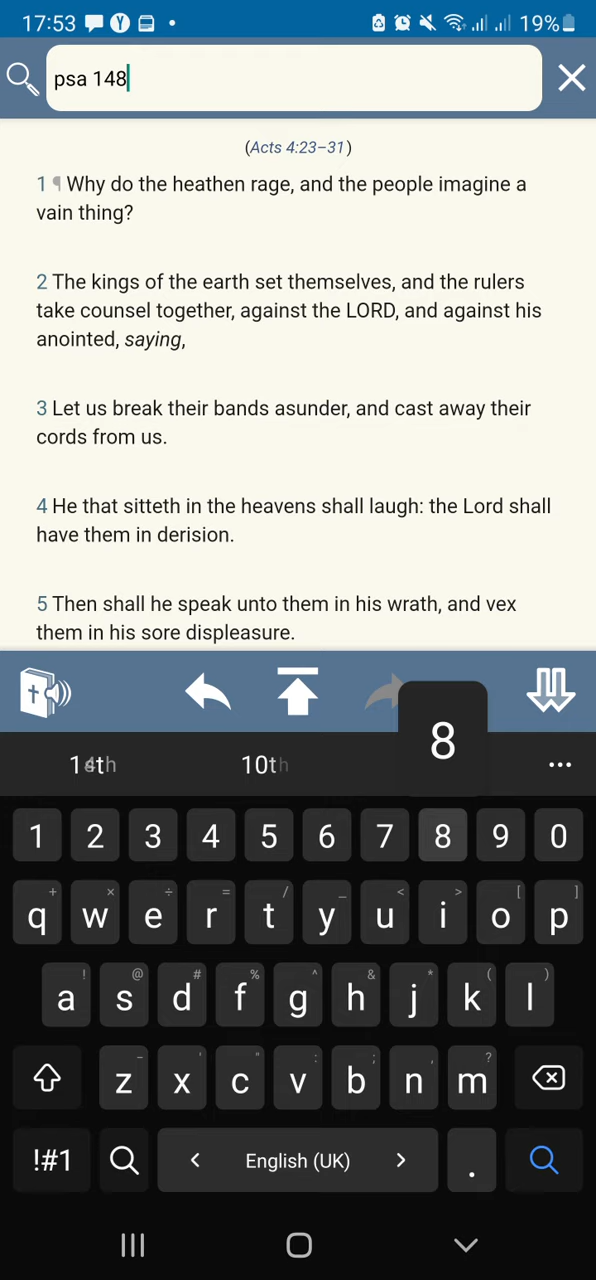 17:53 19%
psa 148
(Acts 4:23–31)
1 ¶ Why do the heathen rage, and the people imagine a
vain thing?
2 The kings of the earth set themselves, and the rulers
take counsel together, against the LORD, and against his
anointed, saying,
3 Let us break their bands asunder, and cast away their
cords from us.
4 He that sitteth in the heavens shall laugh: the Lord shall
have them in derision.
5 Then shall he speak unto them in his wrath, and vex
them in his sore displeasure.
8
10th ...
1 2 3 4 5 6 7 8 9 0
+ × ÷ = / _ < > [ ]
q w e r t y u i o p
! @ # % ^ & * ( )
a s d f g h j k l
- ' " : ; , ?
z x c v b n m
!#1 < English (UK) > .